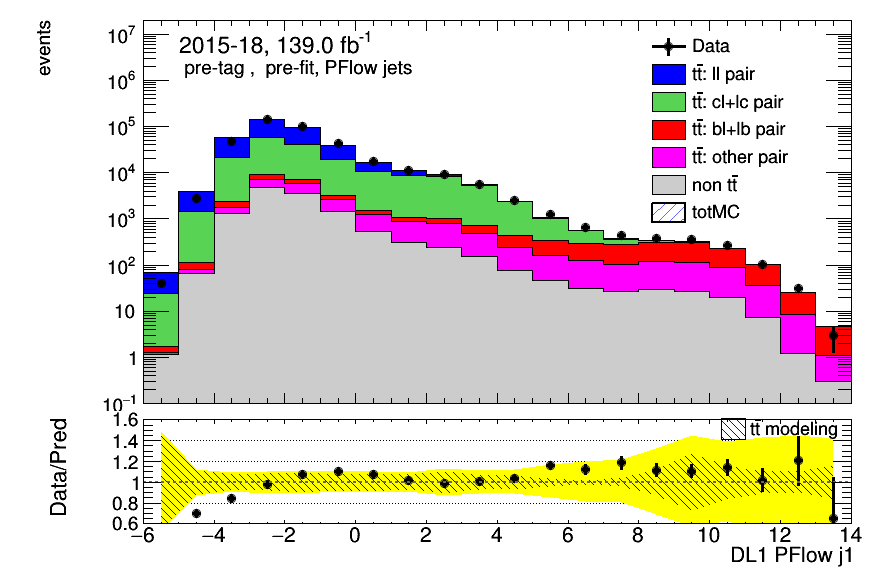 events
10⁷
10⁶
10⁵
10⁴
10³
10²
10
1
10⁻¹
2015-18, 139.0 fb⁻¹
pre-tag , pre-fit, PFlow jets
Data
tt̄: ll pair
tt̄: cl+lc pair
tt̄: bl+lb pair
tt̄: other pair
non tt̄
totMC
Data/Pred
1.6
1.4
1.2
1
0.8
0.6
tt̄ modeling
−6 −4 −2 0 2 4 6 8 10 12 14
DL1 PFlow j1